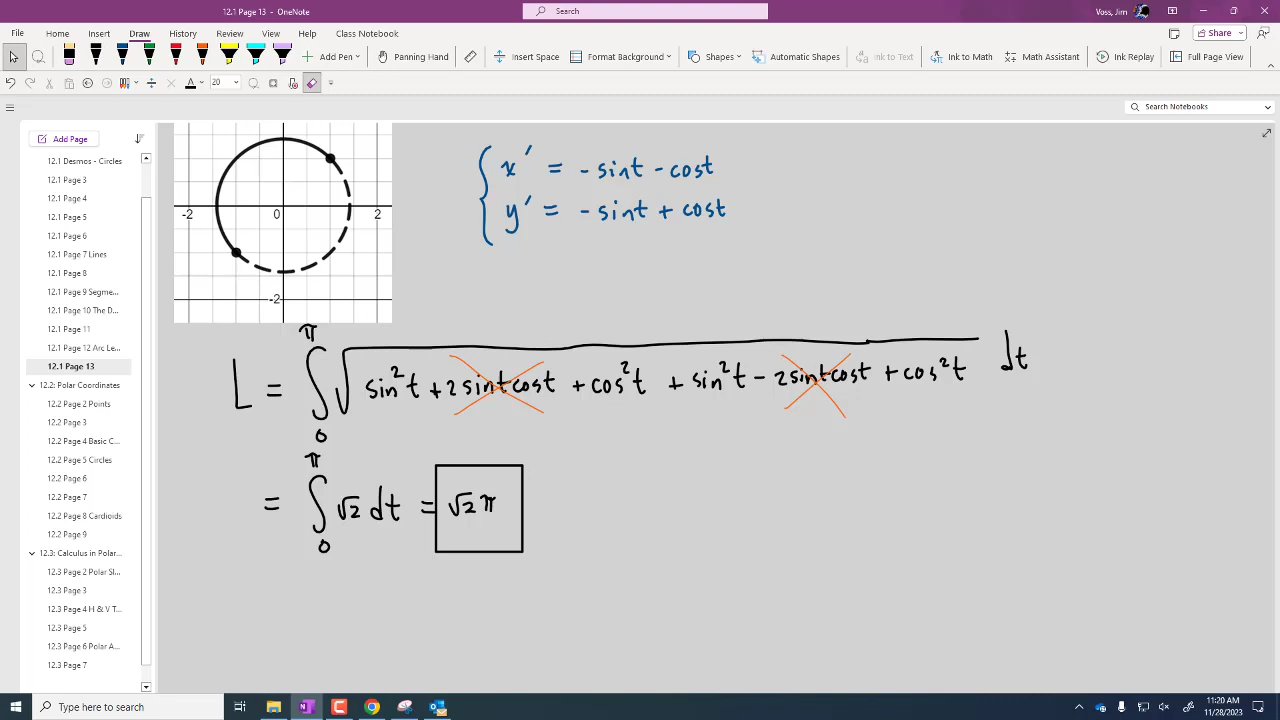 12.1 Page 13 - OneNote
Search
Voss, Jim
File Home Insert Draw History Review View Help Class Notebook
Share
Add Pen Panning Hand Insert Space Format Background Shapes Automatic Shapes Ink to Text Ink to Math Math Assistant Ink Replay Full Page View
20
Search Notebooks
Add Page
12.1 Desmos - Circles
12.1 Page 3
12.1 Page 4
12.1 Page 5
12.1 Page 6
12.1 Page 7 Lines
12.1 Page 8
12.1 Page 9 Segme...
12.1 Page 10 The D...
12.1 Page 11
12.1 Page 12 Arc Le...
12.1 Page 13
12.2: Polar Coordinates
12.2 Page 2 Points
12.2 Page 3
12.2 Page 4 Basic C...
12.2 Page 5 Circles
12.2 Page 6
12.2 Page 7
12.2 Page 8 Cardioids
12.2 Page 9
12.3: Calculus in Polar...
12.3 Page 2 Polar Sl...
12.3 Page 3
12.3 Page 4 H & V T...
12.3 Page 5
12.3 Page 6 Polar A...
12.3 Page 7
-2 0 2
-2
x′ = -sint - cost
y′ = -sint + cost
L = ∫₀^π √(sin²t + 2sintcost + cos²t + sin²t - 2sintcost + cos²t) dt
= ∫₀^π √2 dt = √2 π
Type here to search
11:20 AM
11/28/2023